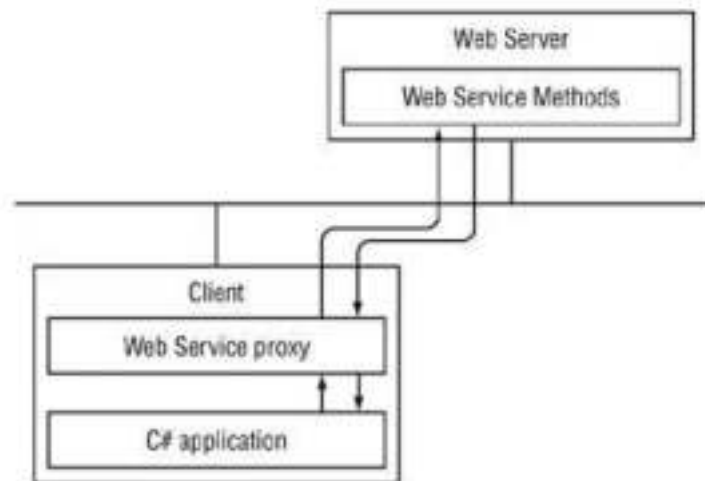 Web Server
Web Service Methods
Client
Web Service proxy
C# application